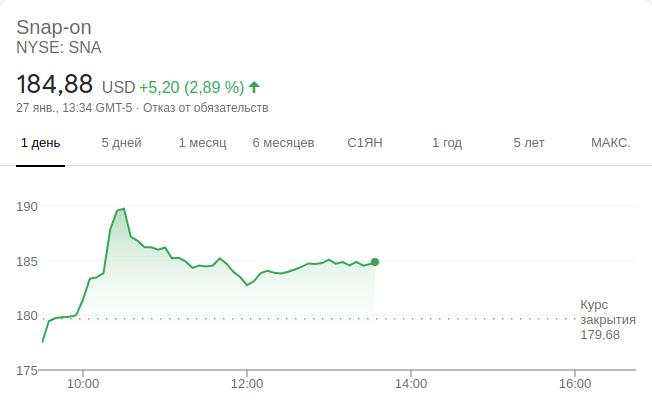 Snap-on
NYSE: SNA
184,88 USD +5,20 (2,89 %)
27 янв., 13:34 GMT-5 · Отказ от обязательств
1 день 5 дней 1 месяц 6 месяцев С1ЯН 1 год 5 лет МАКС.
190
185
180
175
Курс
закрытия
179,68
10:00 12:00 14:00 16:00